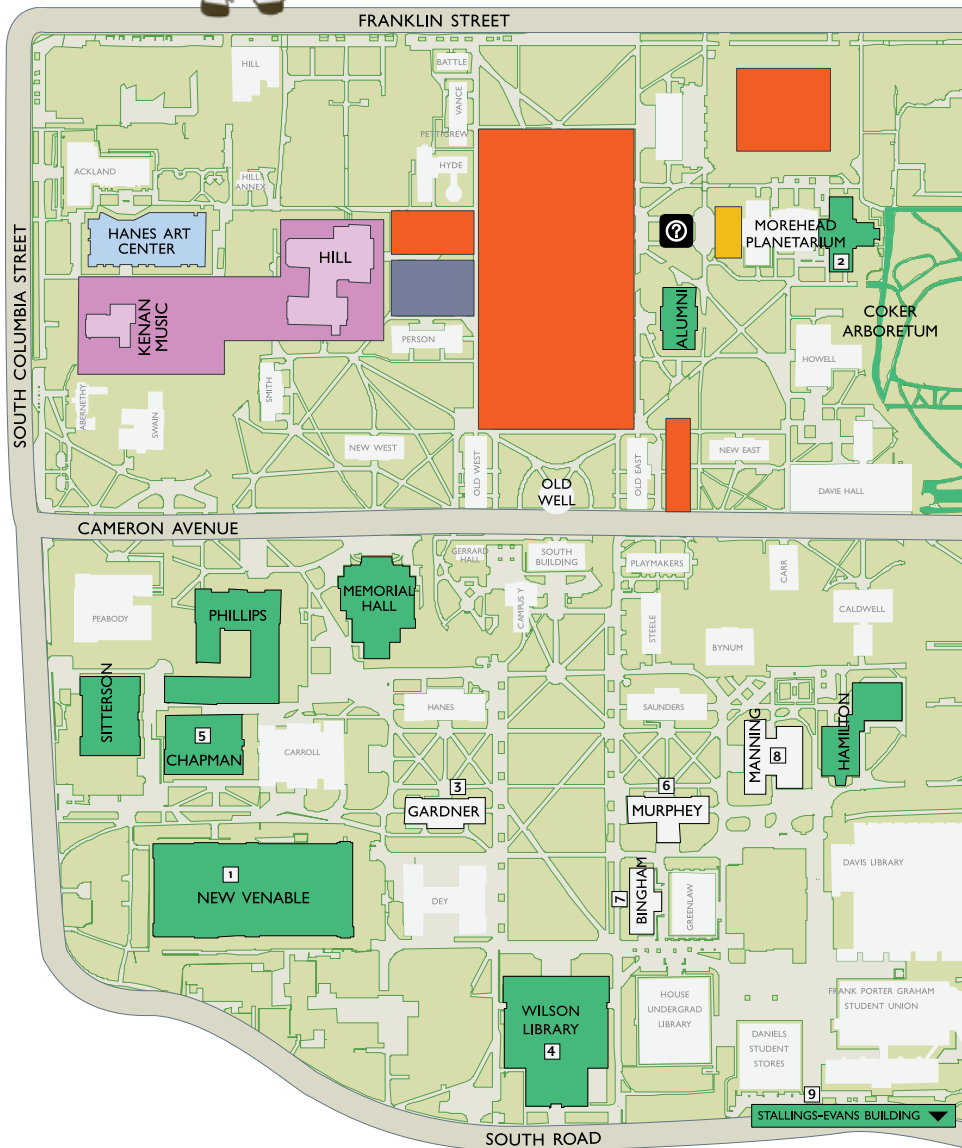 FRANKLIN STREET
HILL
BATTLE
VANCE
PETTIGREW
HYDE
ACKLAND
HILL
ANNEX
HANES ART
CENTER
HILL
KENAN
MUSIC
PERSON
?
MOREHEAD
PLANETARIUM
2
ALUMNI
COKER
ARBORETUM
HOWELL
SOUTH COLUMBIA STREET
ABERNETHY
SWAIN
SMITH
NEW WEST
OLD WEST
OLD
WELL
OLD EAST
NEW EAST
DAVIE HALL
CAMERON AVENUE
GERRARD
HALL
SOUTH
BUILDING
PLAYMAKERS
CARR
PEABODY
PHILLIPS
MEMORIAL
HALL
CAMPUS Y
STEELE
BYNUM
CALDWELL
SITTERSON
5
CHAPMAN
CARROLL
HANES
SAUNDERS
MANNING
8
HAMILTON
3
GARDNER
6
MURPHEY
1
NEW VENABLE
DEY
7
BINGHAM
GREENLAW
DAVIS LIBRARY
WILSON
LIBRARY
4
HOUSE
UNDERGRAD
LIBRARY
FRANK PORTER GRAHAM
STUDENT UNION
DANIELS
STUDENT
STORES
9
STALLINGS-EVANS BUILDING
SOUTH ROAD